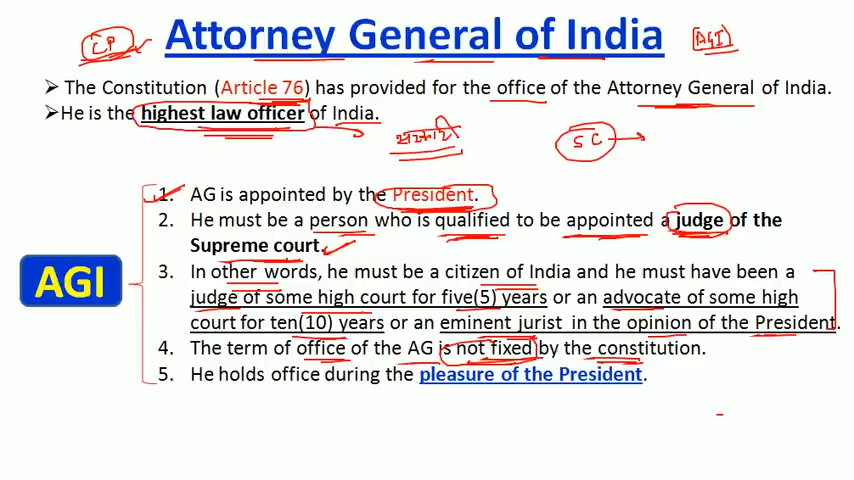 CP
Attorney General of India
AGI
➤ The Constitution (Article 76) has provided for the office of the Attorney General of India.
➤He is the highest law officer of India.
SC
1. AG is appointed by the President.
2. He must be a person who is qualified to be appointed a judge of the
Supreme court.
3. In other words, he must be a citizen of India and he must have been a
judge of some high court for five(5) years or an advocate of some high
court for ten(10) years or an eminent jurist in the opinion of the President.
AGI
4. The term of office of the AG is not fixed by the constitution.
5. He holds office during the pleasure of the President.